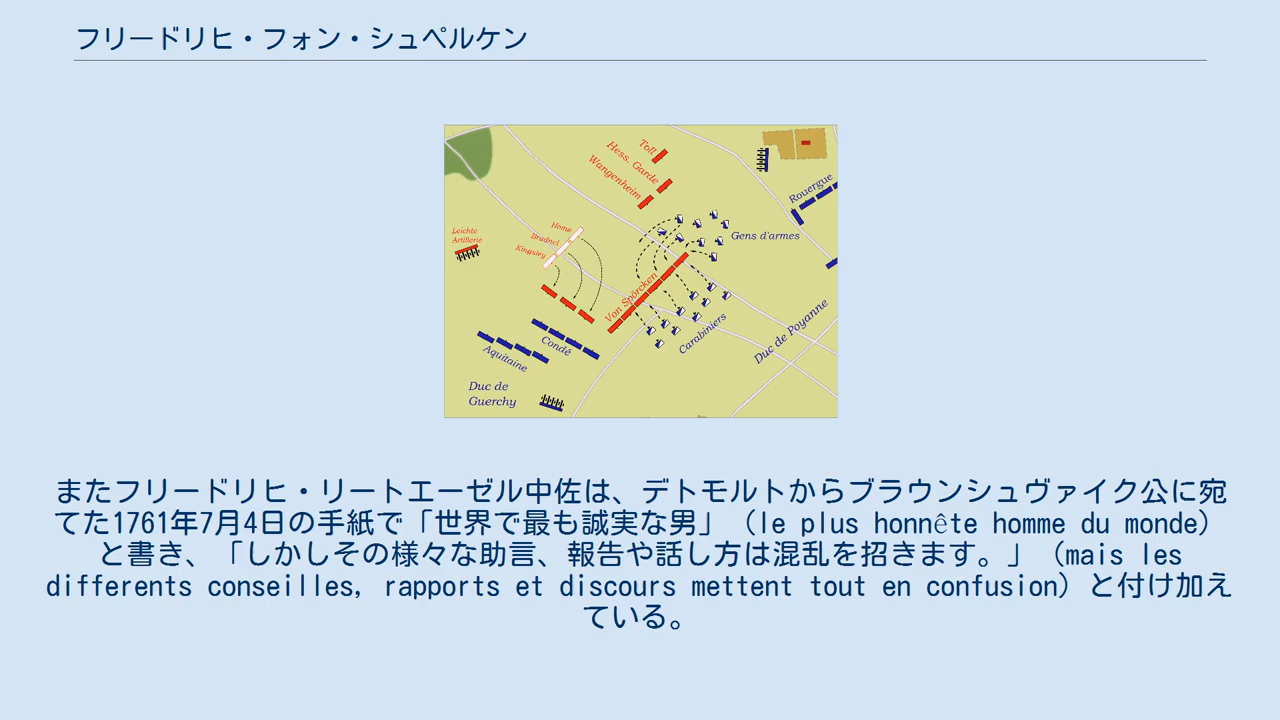 フリードリヒ・フォン・シュペルケン
Toll
Hess. Garde
Wangenheim
Rouergue
Gens d'armes
Leichte
Artillerie
Home
Brudnel
Kingsley
Von Spörcken
Carabiniers
Duc de Poyanne
Condé
Aquitaine
Duc de
Guerchy
またフリードリヒ・リートエーゼル中佐は、デトモルトからブラウンシュヴァイク公に宛
てた1761年7月4日の手紙で「世界で最も誠実な男」（le plus honnête homme du monde）
と書き、「しかしその様々な助言、報告や話し方は混乱を招きます。」（mais les
differents conseilles, rapports et discours mettent tout en confusion）と付け加え
ている。